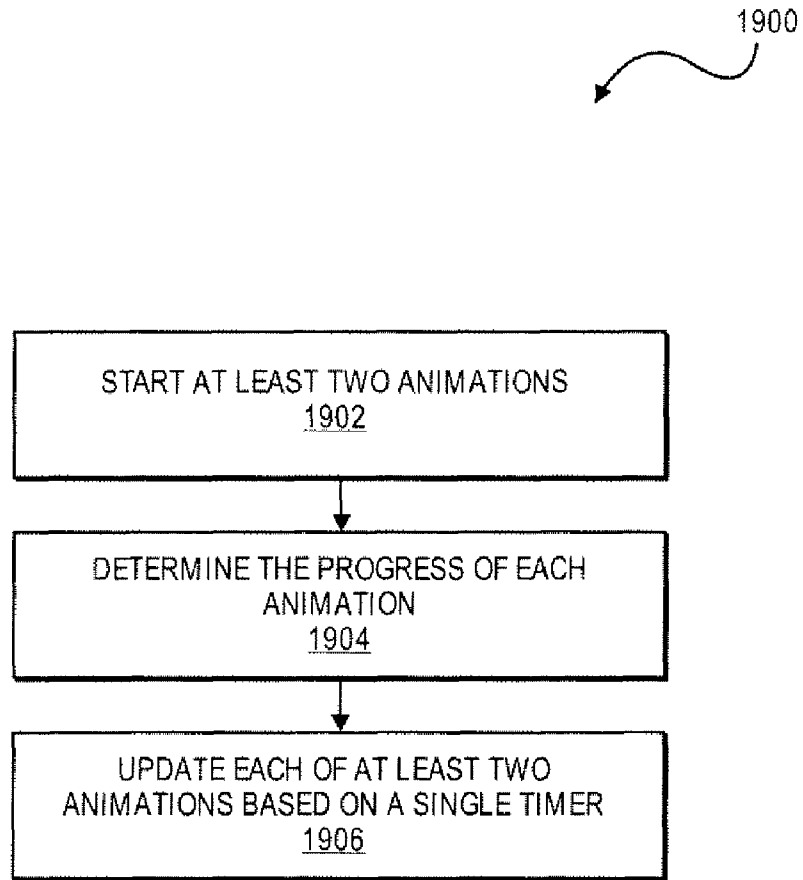 1900
START AT LEAST TWO ANIMATIONS
1902
DETERMINE THE PROGRESS OF EACH
ANIMATION
1904
UPDATE EACH OF AT LEAST TWO
ANIMATIONS BASED ON A SINGLE TIMER
1906